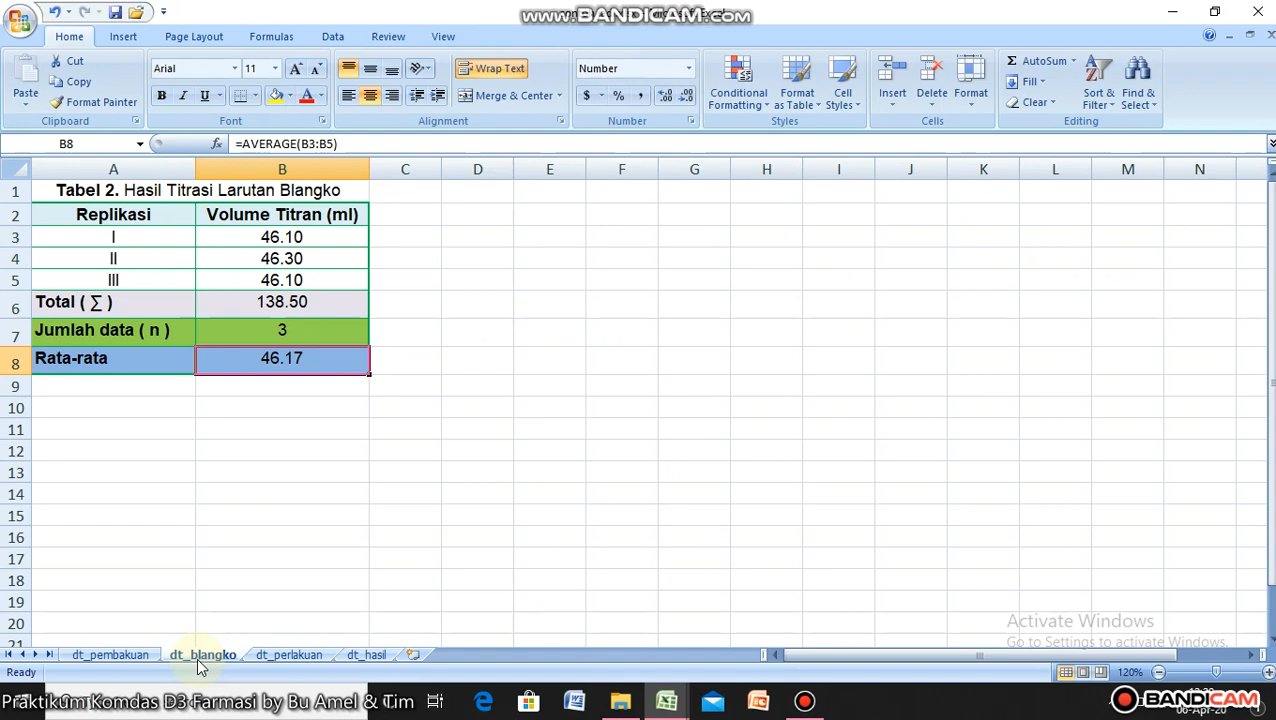 www.BANDICAM.com
Excel
Home Insert Page Layout Formulas Data Review View
Cut
Copy
Format Painter
Paste
Clipboard
Arial 11
B I U
Font
Wrap Text
Merge & Center
Alignment
Number
$ % ,
Number
Conditional Formatting
Format as Table
Cell Styles
Styles
Insert Delete Format
Cells
AutoSum
Fill
Clear
Sort & Filter
Find & Select
Editing
B8 fx =AVERAGE(B3:B5)
A B C D E F G H I J K L M N
1 Tabel 2. Hasil Titrasi Larutan Blangko
2 Replikasi Volume Titran (ml)
3 I 46.10
4 II 46.30
5 III 46.10
6 Total ( ∑ ) 138.50
7 Jumlah data ( n ) 3
8 Rata-rata 46.17
9
10
11
12
13
14
15
16
17
18
19
20
21
Activate Windows
Go to Settings to activate Windows.
dt_pembakuan dt_blangko dt_perlakuan dt_hasil
Ready 120%
Praktikum Komdas D3 Farmasi by Bu Amel & Tim
06-Apr-20
BANDICAM